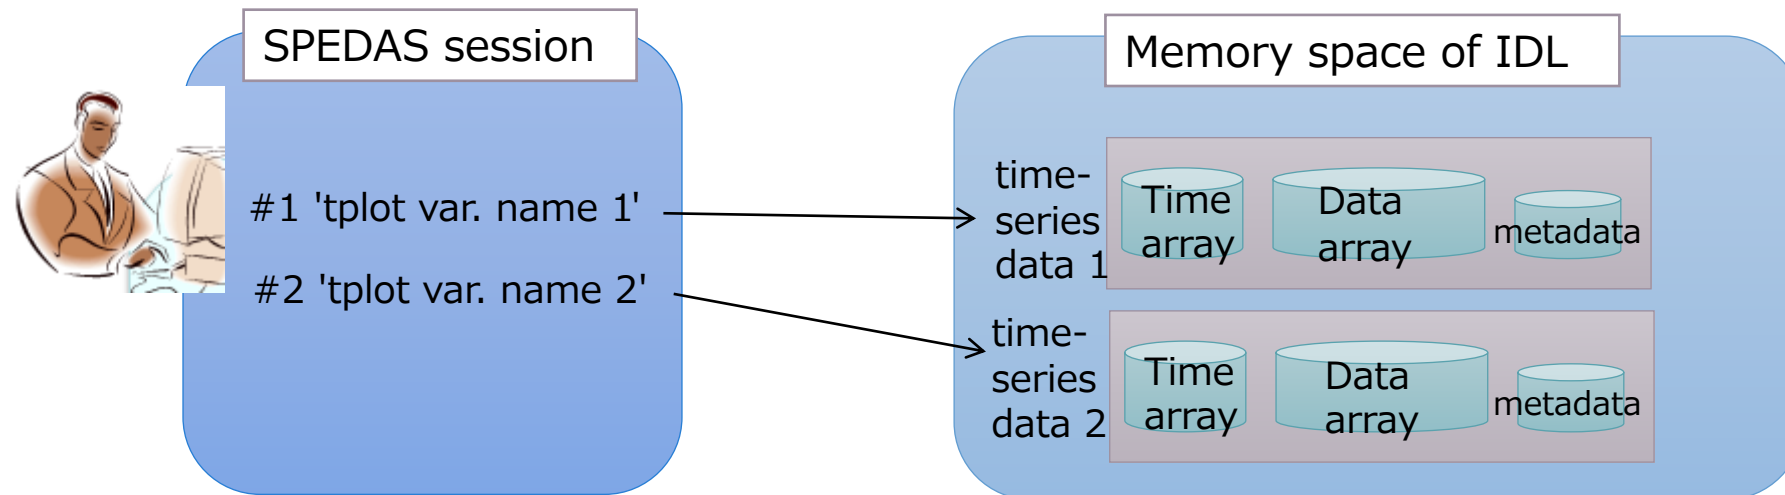 SPEDAS session
#1 'tplot var. name 1'
#2 'tplot var. name 2'
Memory space of IDL
time-
series
data 1
Time
array
Data
array
metadata
time-
series
data 2
Time
array
Data
array
metadata